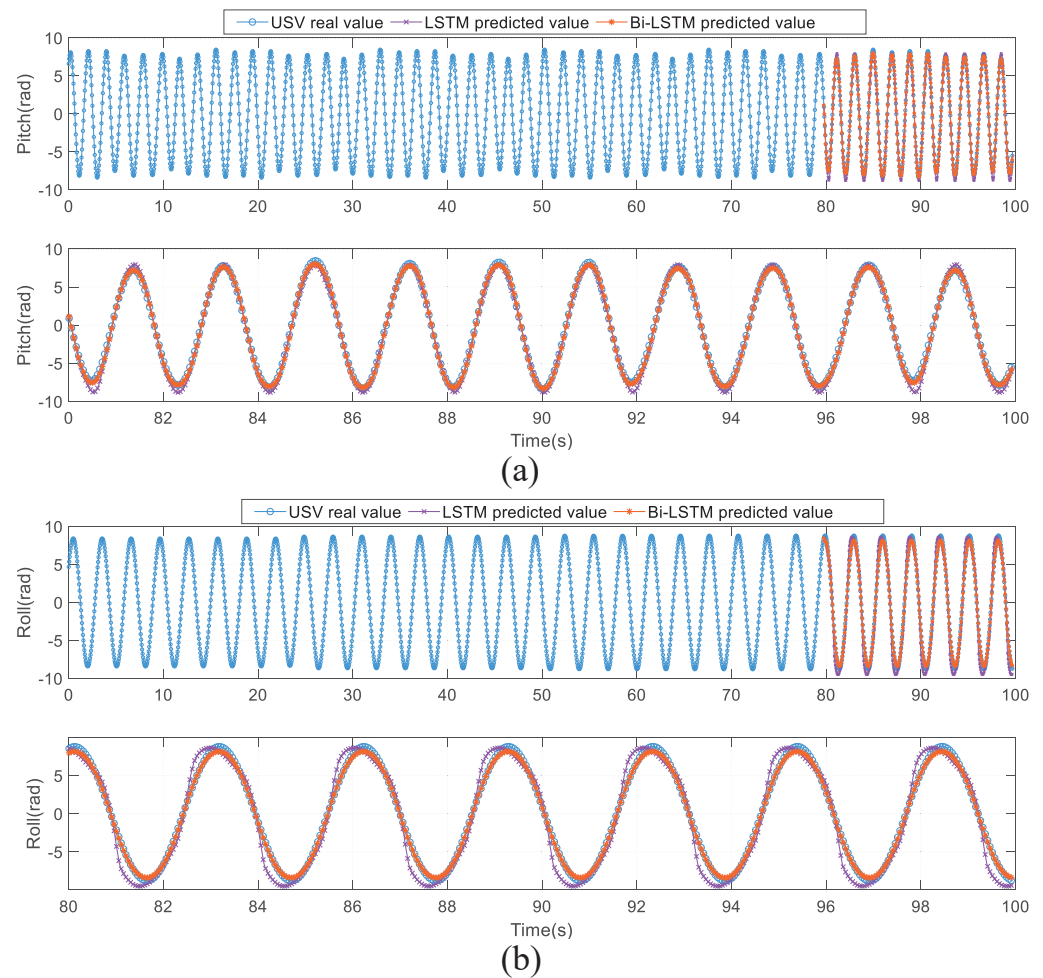 USV real value LSTM predicted value Bi-LSTM predicted value
10
5
0
-5
-10
Pitch(rad)
0 10 20 30 40 50 60 70 80 90 100
10
5
0
-5
-10
Pitch(rad)
0 82 84 86 88 90 92 94 96 98 100
Time(s)
(a)
USV real value LSTM predicted value Bi-LSTM predicted value
10
5
0
-5
-10
Roll(rad)
0 10 20 30 40 50 60 70 80 90 100
5
0
-5
Roll(rad)
80 82 84 86 88 90 92 94 96 98 100
Time(s)
(b)